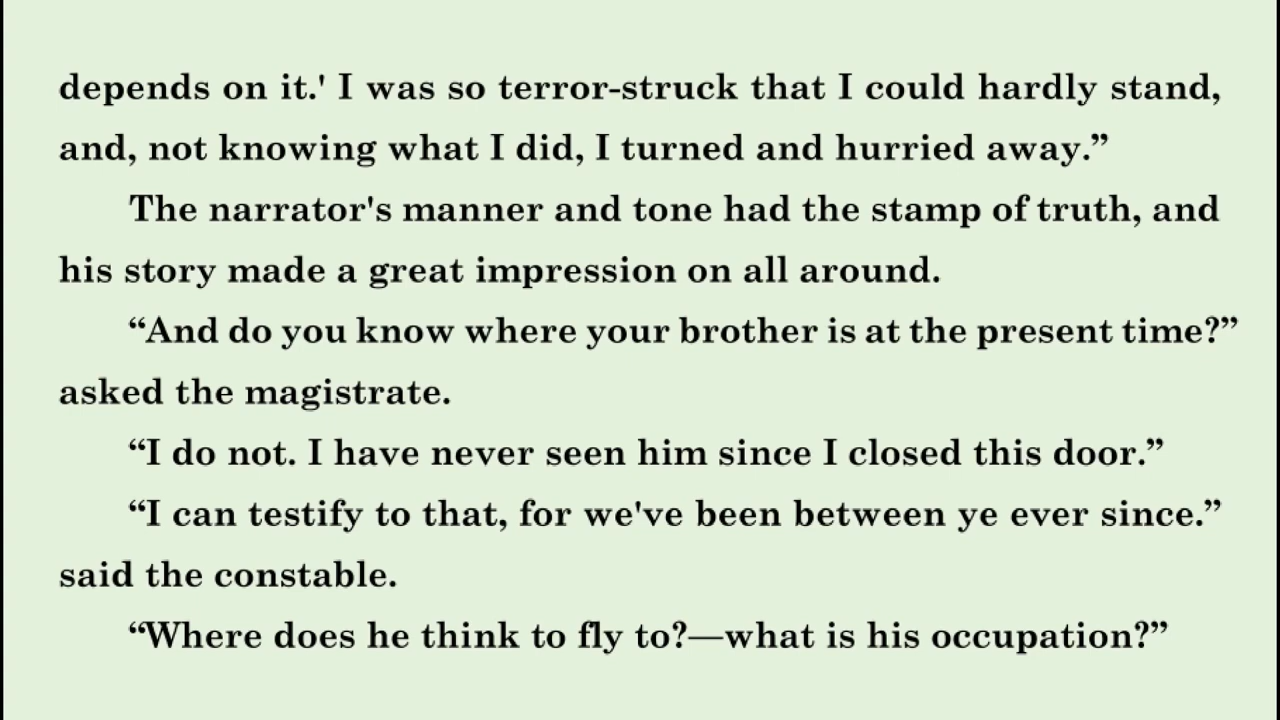 depends on it.' I was so terror-struck that I could hardly stand,
and, not knowing what I did, I turned and hurried away.”
The narrator's manner and tone had the stamp of truth, and
his story made a great impression on all around.
“And do you know where your brother is at the present time?”
asked the magistrate.
“I do not. I have never seen him since I closed this door.”
“I can testify to that, for we've been between ye ever since.”
said the constable.
“Where does he think to fly to?—what is his occupation?”